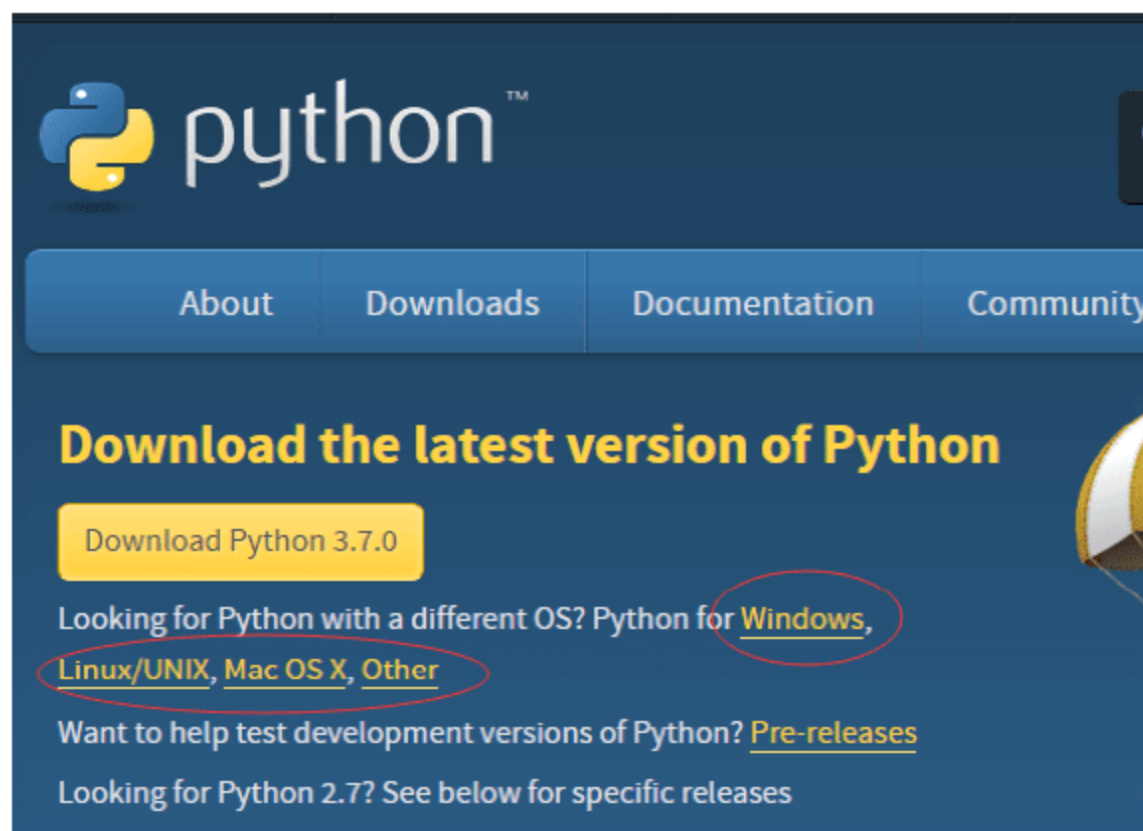 python™
About Downloads Documentation Community
Download the latest version of Python
Download Python 3.7.0
Looking for Python with a different OS? Python for Windows,
Linux/UNIX, Mac OS X, Other
Want to help test development versions of Python? Pre-releases
Looking for Python 2.7? See below for specific releases